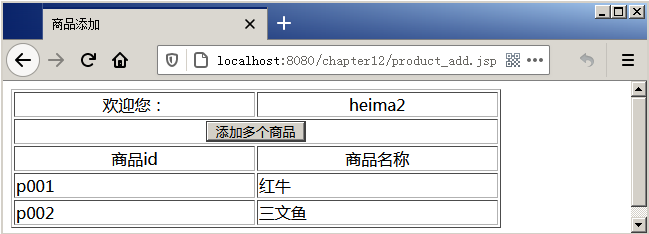 商品添加
localhost:8080/chapter12/product_add.jsp
欢迎您： heima2
添加多个商品
商品id 商品名称
p001 红牛
p002 三文鱼